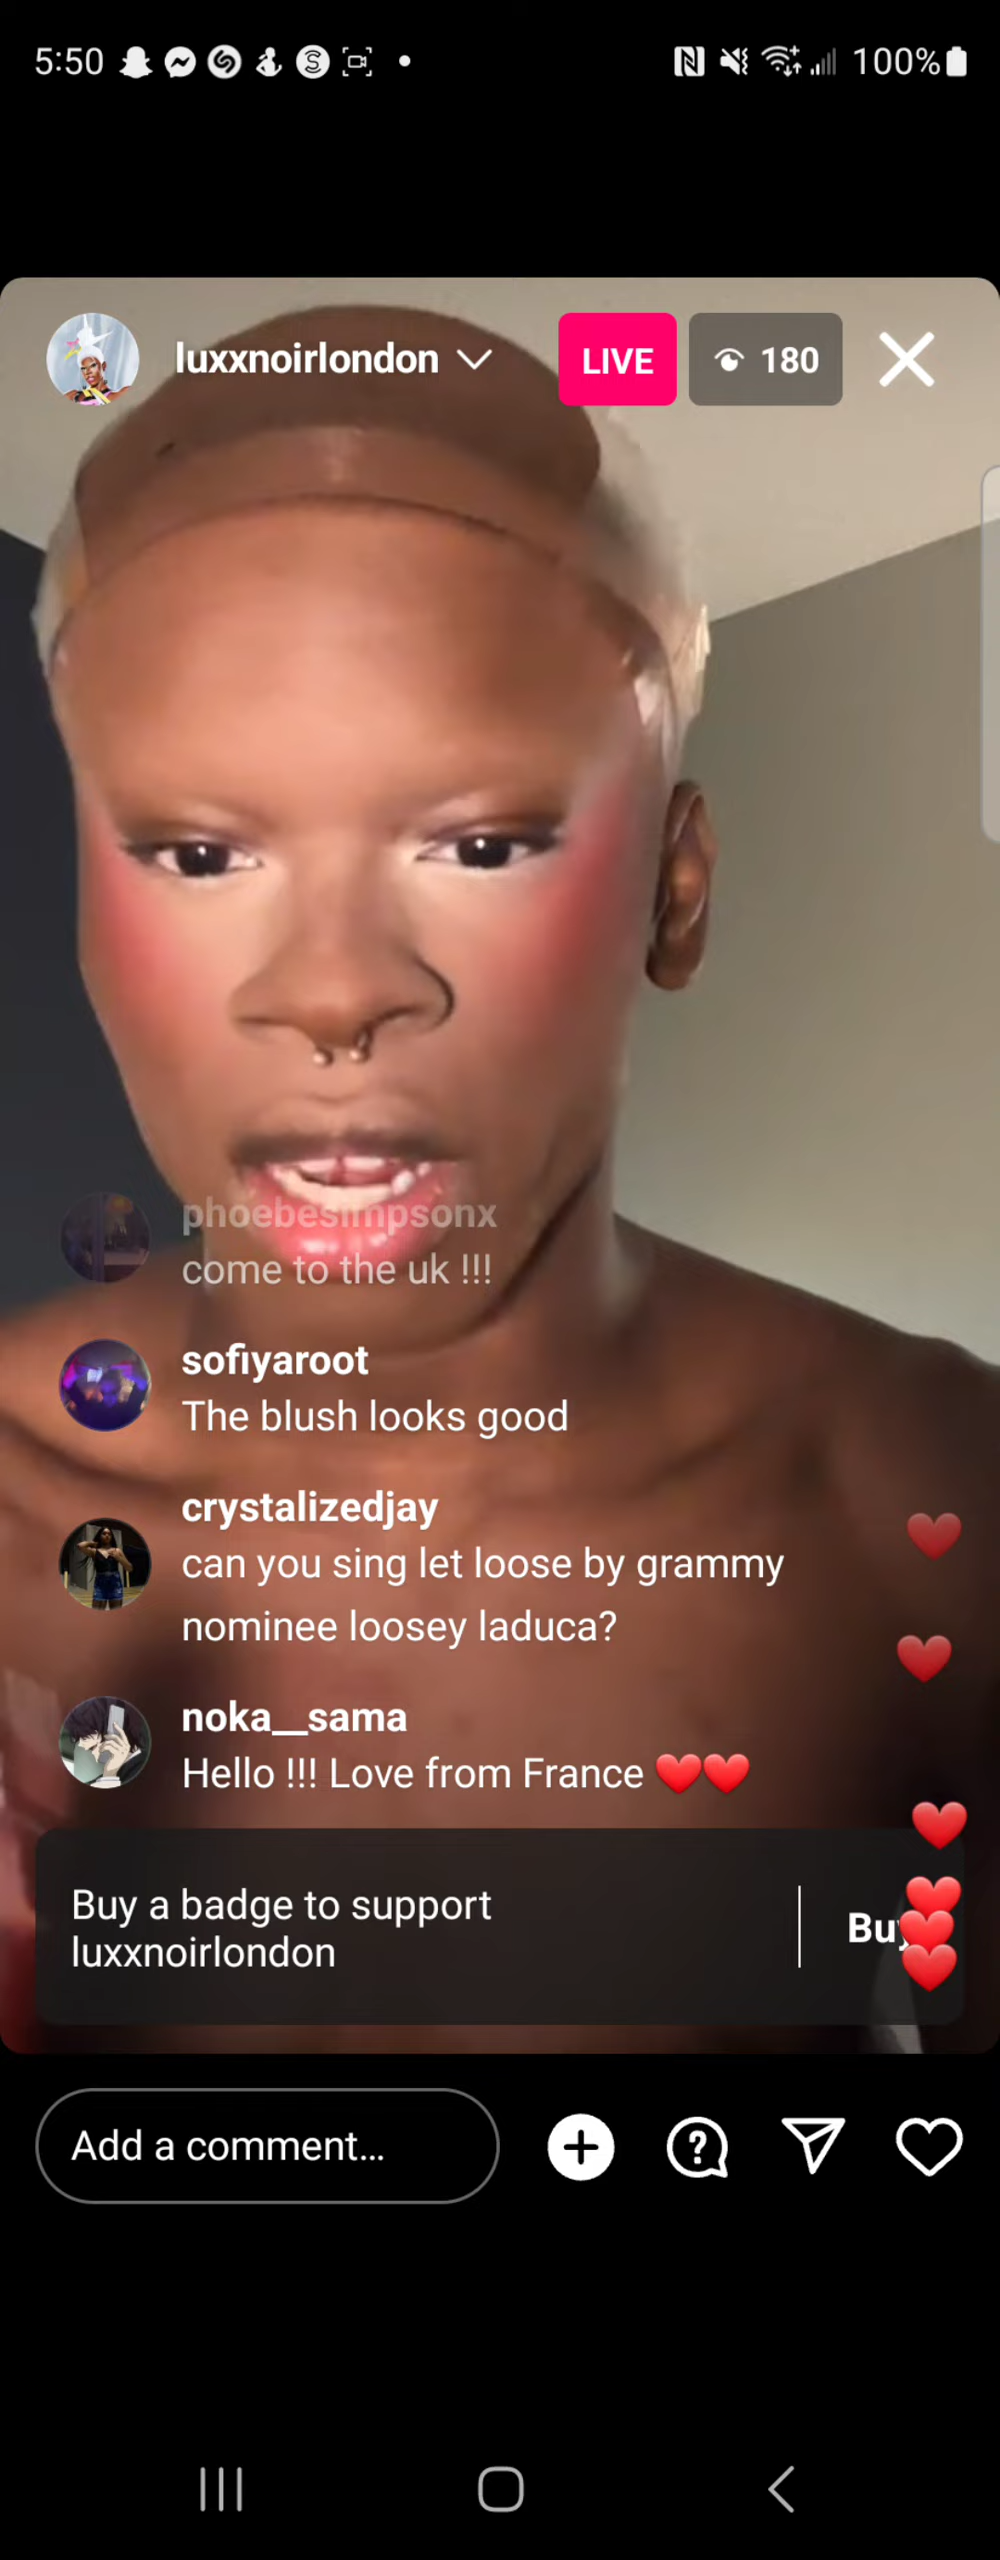 5:50
100%
luxxnoirlondon
LIVE
180
phoebesimpsonx
come to the uk !!!
sofiyaroot
The blush looks good
crystalizedjay
can you sing let loose by grammy
nominee loosey laduca?
noka__sama
Hello !!! Love from France ❤️❤️
Buy a badge to support
luxxnoirlondon
Buy
Add a comment...